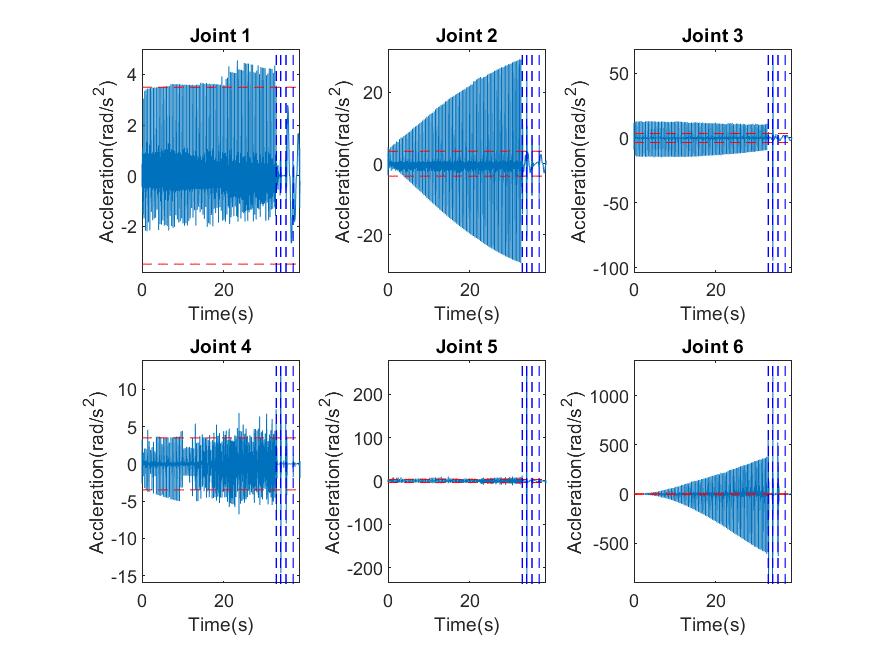 Joint 1 Joint 2 Joint 3
Accleration(rad/s²) 4 2 0 -2
0 20
Time(s)
Accleration(rad/s²) 20 0 -20
0 20
Time(s)
Accleration(rad/s²) 50 0 -50 -100
0 20
Time(s)
Joint 4 Joint 5 Joint 6
Accleration(rad/s²) 10 5 0 -5 -10 -15
0 20
Time(s)
Accleration(rad/s²) 200 100 0 -100 -200
0 20
Time(s)
Accleration(rad/s²) 1000 500 0 -500
0 20
Time(s)